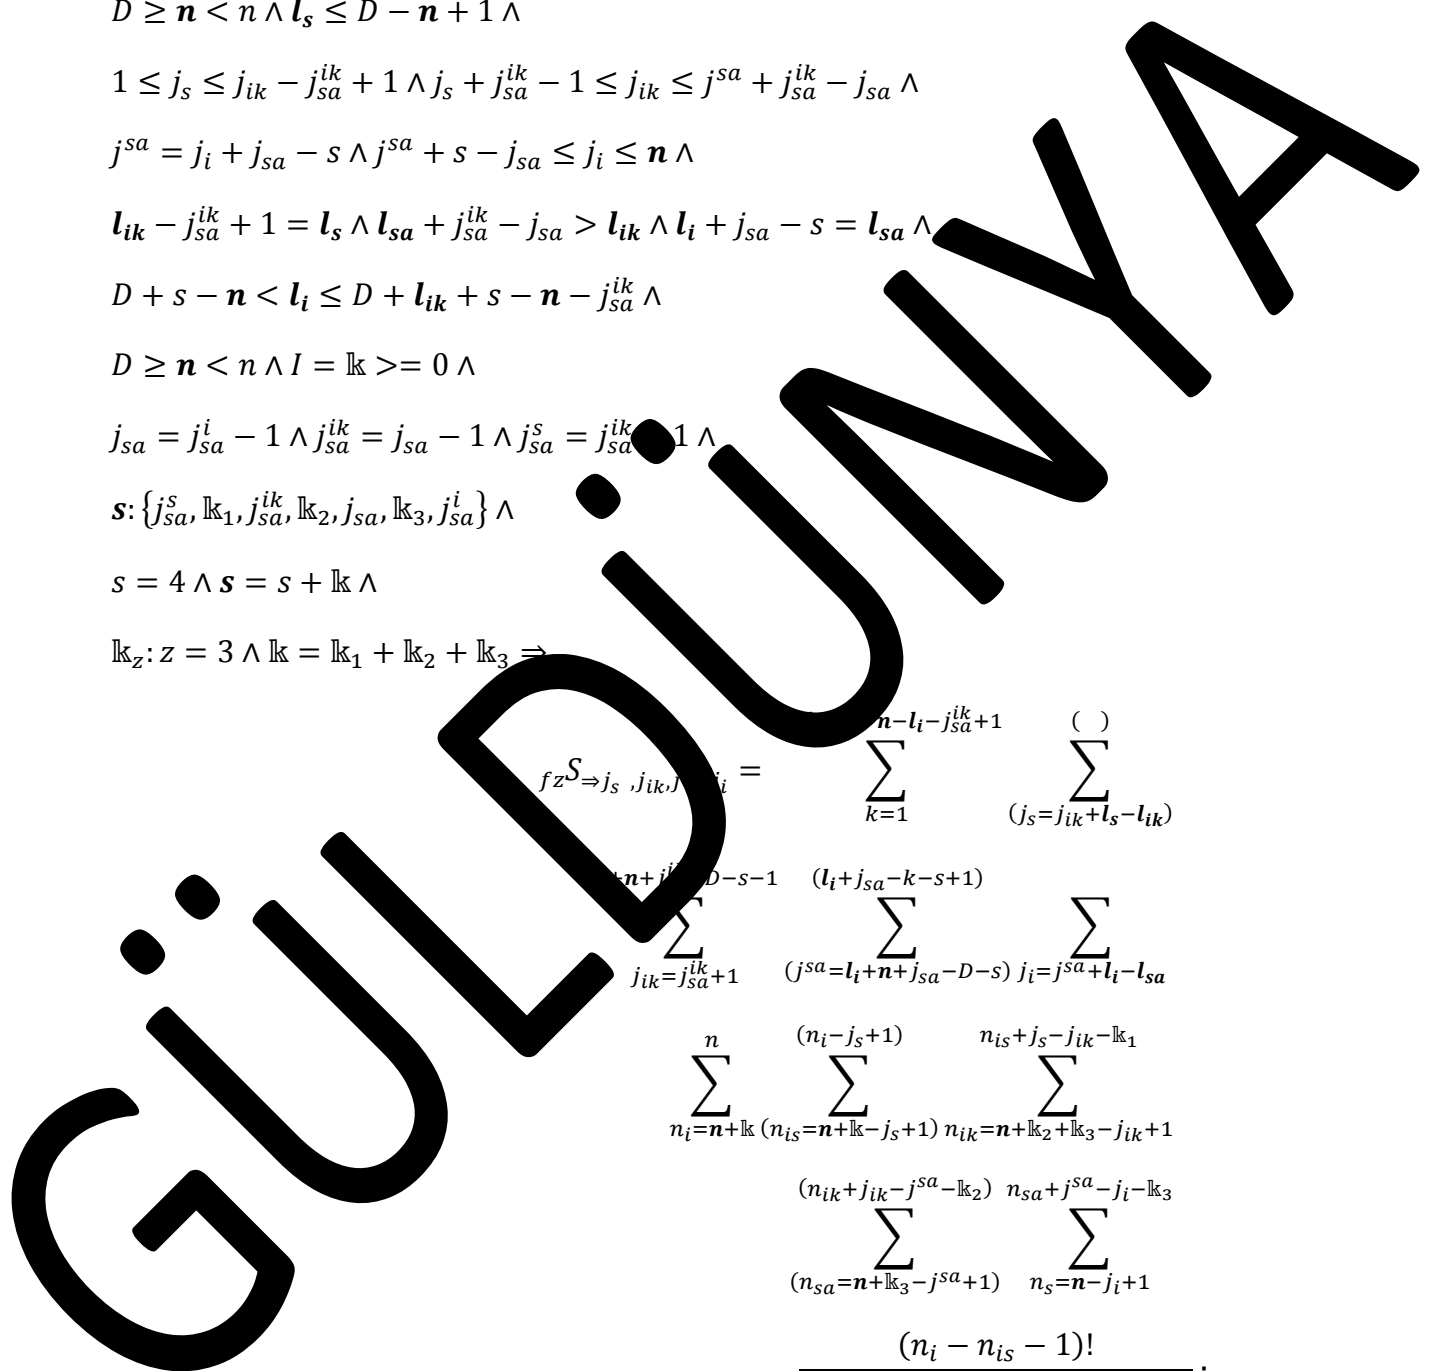 D ≥ n < n ∧ l_s ≤ D − n + 1 ∧
1 ≤ j_s ≤ j_{ik} − j_{sa}^{ik} + 1 ∧ j_s + j_{sa}^{ik} − 1 ≤ j_{ik} ≤ j^{sa} + j_{sa}^{ik} − j_{sa} ∧
j^{sa} = j_i + j_{sa} − s ∧ j^{sa} + s − j_{sa} ≤ j_i ≤ n ∧
l_{ik} − j_{sa}^{ik} + 1 = l_s ∧ l_{sa} + j_{sa}^{ik} − j_{sa} > l_{ik} ∧ l_i + j_{sa} − s = l_{sa} ∧
D + s − n < l_i ≤ D + l_{ik} + s − n − j_{sa}^{ik} ∧
D ≥ n < n ∧ I = 𝕜 >= 0 ∧
j_{sa} = j_{sa}^{i} − 1 ∧ j_{sa}^{ik} = j_{sa} − 1 ∧ j_{sa}^{s} = j_{sa}^{ik} 1 ∧
s: {j_{sa}^{s}, 𝕜_1, j_{sa}^{ik}, 𝕜_2, j_{sa}, 𝕜_3, j_{sa}^{i}} ∧
s = 4 ∧ s = s + 𝕜 ∧
𝕜_z: z = 3 ∧ 𝕜 = 𝕜_1 + 𝕜_2 + 𝕜_3 ⇒
n−l_i−j_{sa}^{ik}+1 ( )
_{fz}S_{⇒j_s ,j_{ik}, i} = ∑ ∑
k=1 (j_s=j_{ik}+l_s−l_{ik})
+n+j D−s−1 (l_i+j_{sa}−k−s+1)
∑ ∑ ∑
j_{ik}=j_{sa}^{ik}+1 (j^{sa}=l_i+n+j_{sa}−D−s) j_i=j^{sa}+l_i−l_{sa}
n (n_i−j_s+1) n_{is}+j_s−j_{ik}−𝕜_1
∑ ∑ ∑
n_i=n+𝕜 (n_{is}=n+𝕜−j_s+1) n_{ik}=n+𝕜_2+𝕜_3−j_{ik}+1
(n_{ik}+j_{ik}−j^{sa}−𝕜_2) n_{sa}+j^{sa}−j_i−𝕜_3
∑ ∑
(n_{sa}=n+𝕜_3−j^{sa}+1) n_s=n−j_i+1
(n_i − n_{is} − 1)! .
GÜLDÜNYA